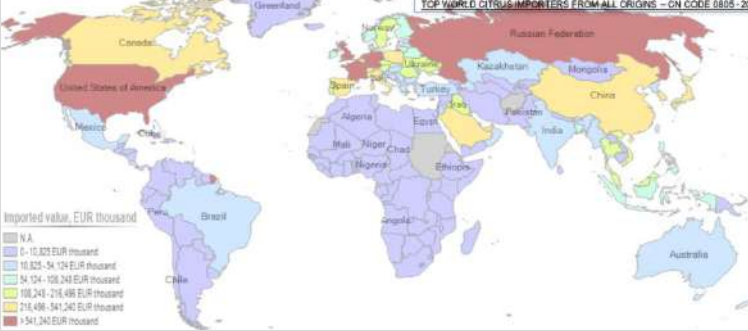 TOP WORLD CITRUS IMPORTERS FROM ALL ORIGINS – CN CODE 0805 - 20
Greenland
Norway
Russian Federation
Canada
Ukraine
Kazakhstan
Mongolia
United States of America
Spain
Turkey
China
Iraq
Pakistan
Algeria
Egypt
Mexico
Cuba
India
Mali
Niger
Chad
Nigeria
Ethiopia
Peru
Brazil
Angola
Australia
Chile
Imported value, EUR thousand
N.A.
0 - 10,825 EUR thousand
10,825 - 54,124 EUR thousand
54,124 - 108,248 EUR thousand
108,248 - 216,496 EUR thousand
216,496 - 541,240 EUR thousand
> 541,240 EUR thousand